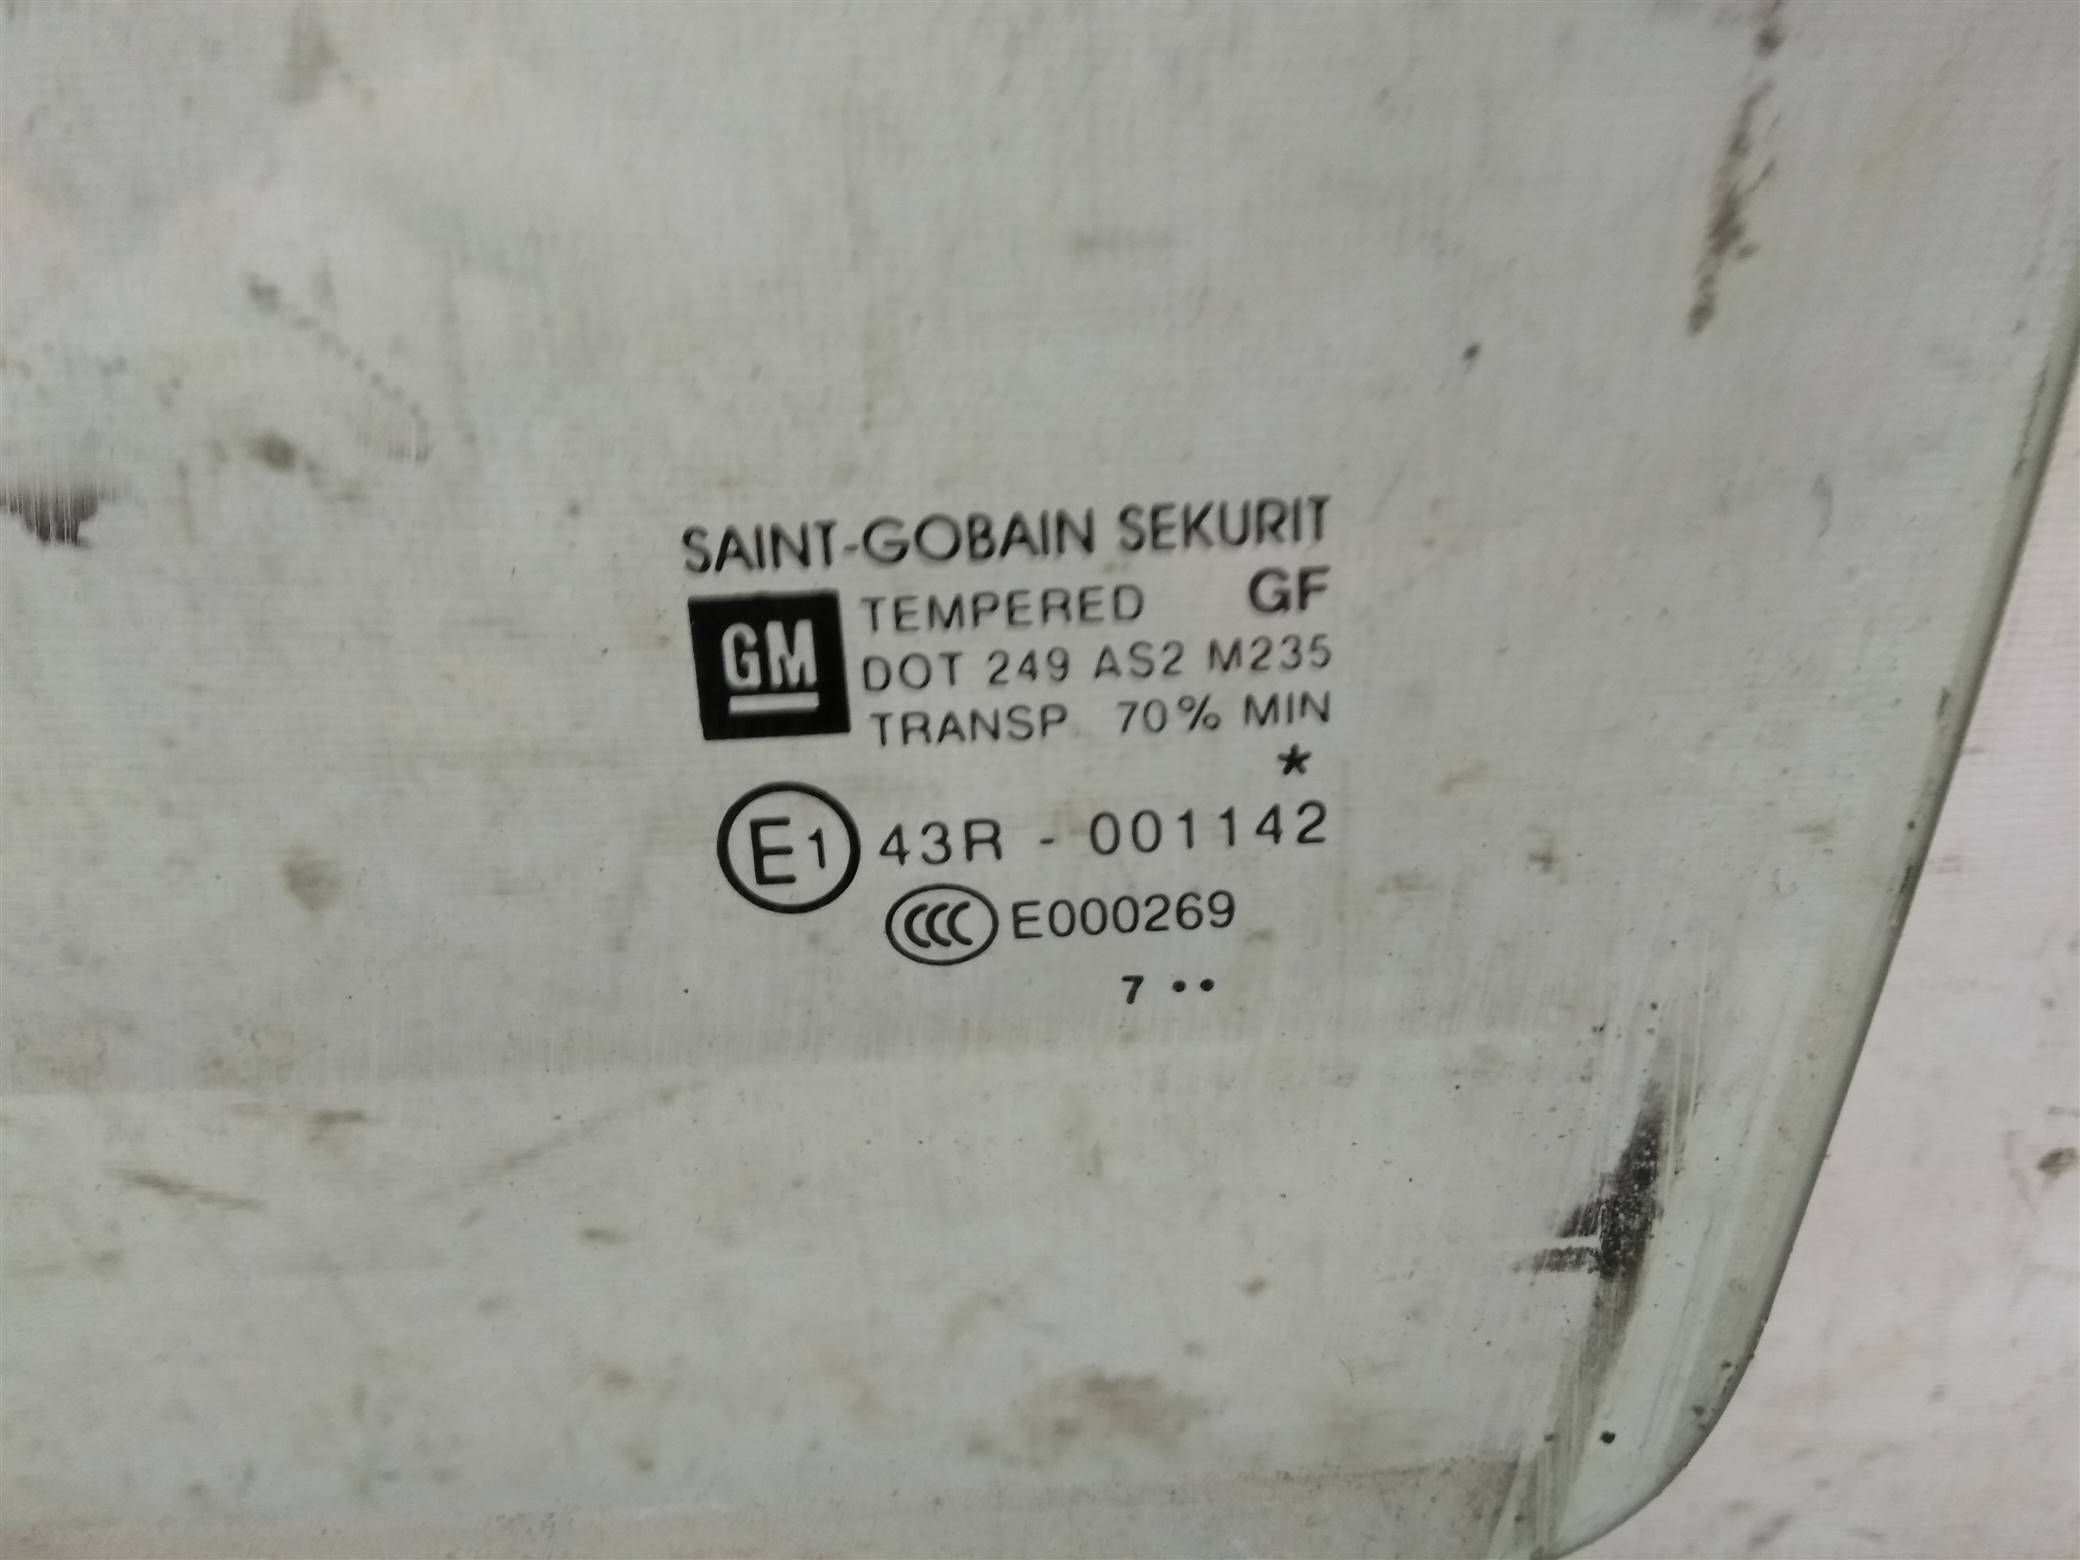 SAINT-GOBAIN SEKURIT
GM TEMPERED GF
DOT 249 AS2 M235
TRANSP. 70% MIN
*
E1 43R - 001142
CCC E000269
7 ••